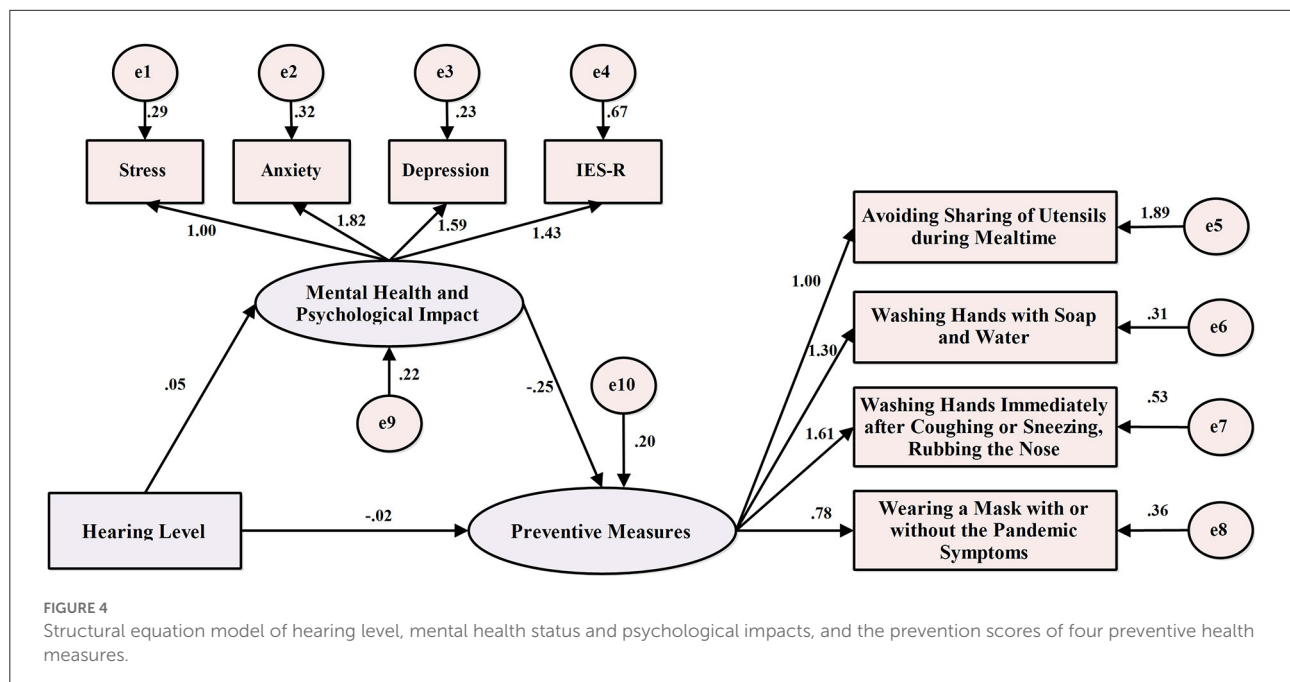 e1
e2
e3
e4
.29
.32
.23
.67
Stress
Anxiety
Depression
IES-R
1.00
1.82
1.59
1.43
Mental Health and
Psychological Impact
.05
.22
e9
-.25
e10
.20
Hearing Level
-.02
Preventive Measures
1.00
1.30
1.61
.78
Avoiding Sharing of Utensils
during Mealtime
1.89
e5
Washing Hands with Soap
and Water
.31
e6
Washing Hands Immediately
after Coughing or Sneezing,
Rubbing the Nose
.53
e7
Wearing a Mask with or
without the Pandemic
Symptoms
.36
e8
FIGURE 4
Structural equation model of hearing level, mental health status and psychological impacts, and the prevention scores of four preventive health
measures.